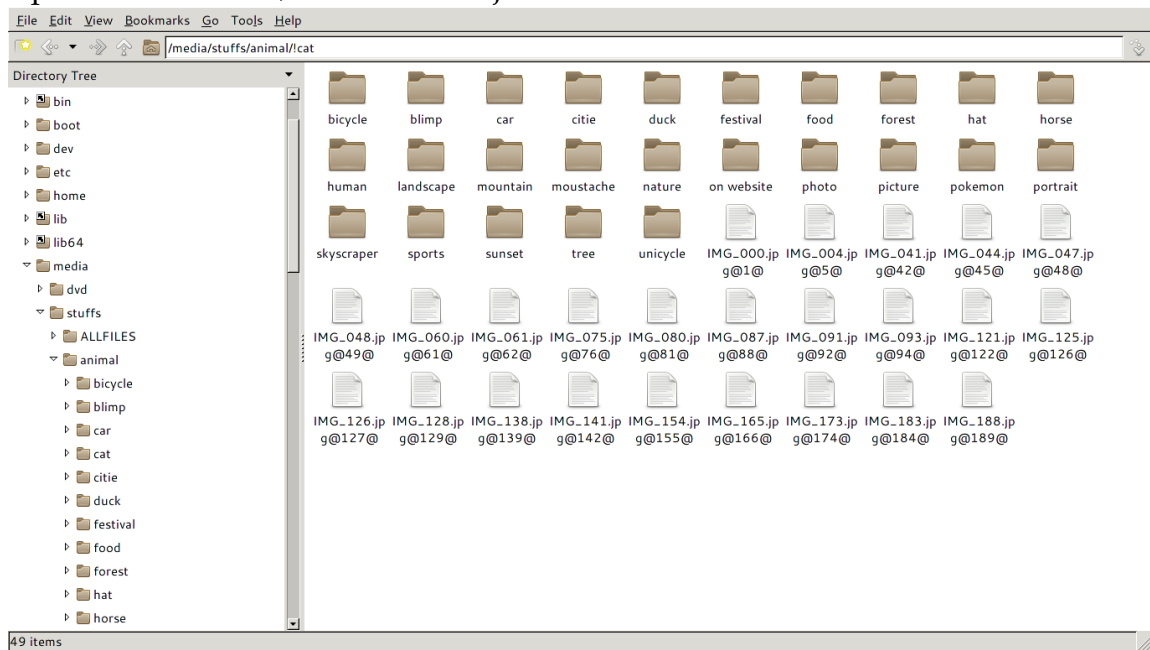 File Edit View Bookmarks Go Tools Help
/media/stuffs/animal/!cat
Directory Tree
bin
boot
dev
etc
home
lib
lib64
media
dvd
stuffs
ALLFILES
animal
bicycle
blimp
car
cat
citie
duck
festival
food
forest
hat
horse
bicycle blimp car citie duck festival food forest hat horse
human landscape mountain moustache nature on website photo picture pokemon portrait
skyscraper sports sunset tree unicycle IMG_000.jp IMG_004.jp IMG_041.jp IMG_044.jp IMG_047.jp
g@1@ g@5@ g@42@ g@45@ g@48@
IMG_048.jp IMG_060.jp IMG_061.jp IMG_075.jp IMG_080.jp IMG_087.jp IMG_091.jp IMG_093.jp IMG_121.jp IMG_125.jp
g@49@ g@61@ g@62@ g@76@ g@81@ g@88@ g@92@ g@94@ g@122@ g@126@
IMG_126.jp IMG_128.jp IMG_138.jp IMG_141.jp IMG_154.jp IMG_165.jp IMG_173.jp IMG_183.jp IMG_188.jp
g@127@ g@129@ g@139@ g@142@ g@155@ g@166@ g@174@ g@184@ g@189@
49 items